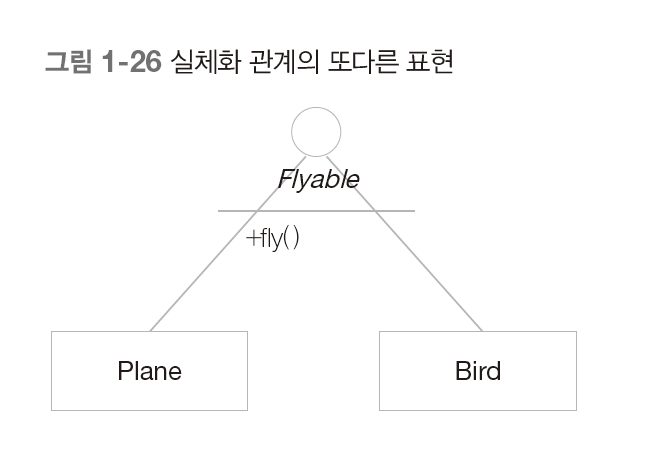 그림 1-26 실체화 관계의 또다른 표현
Flyable
+fly()
Plane
Bird